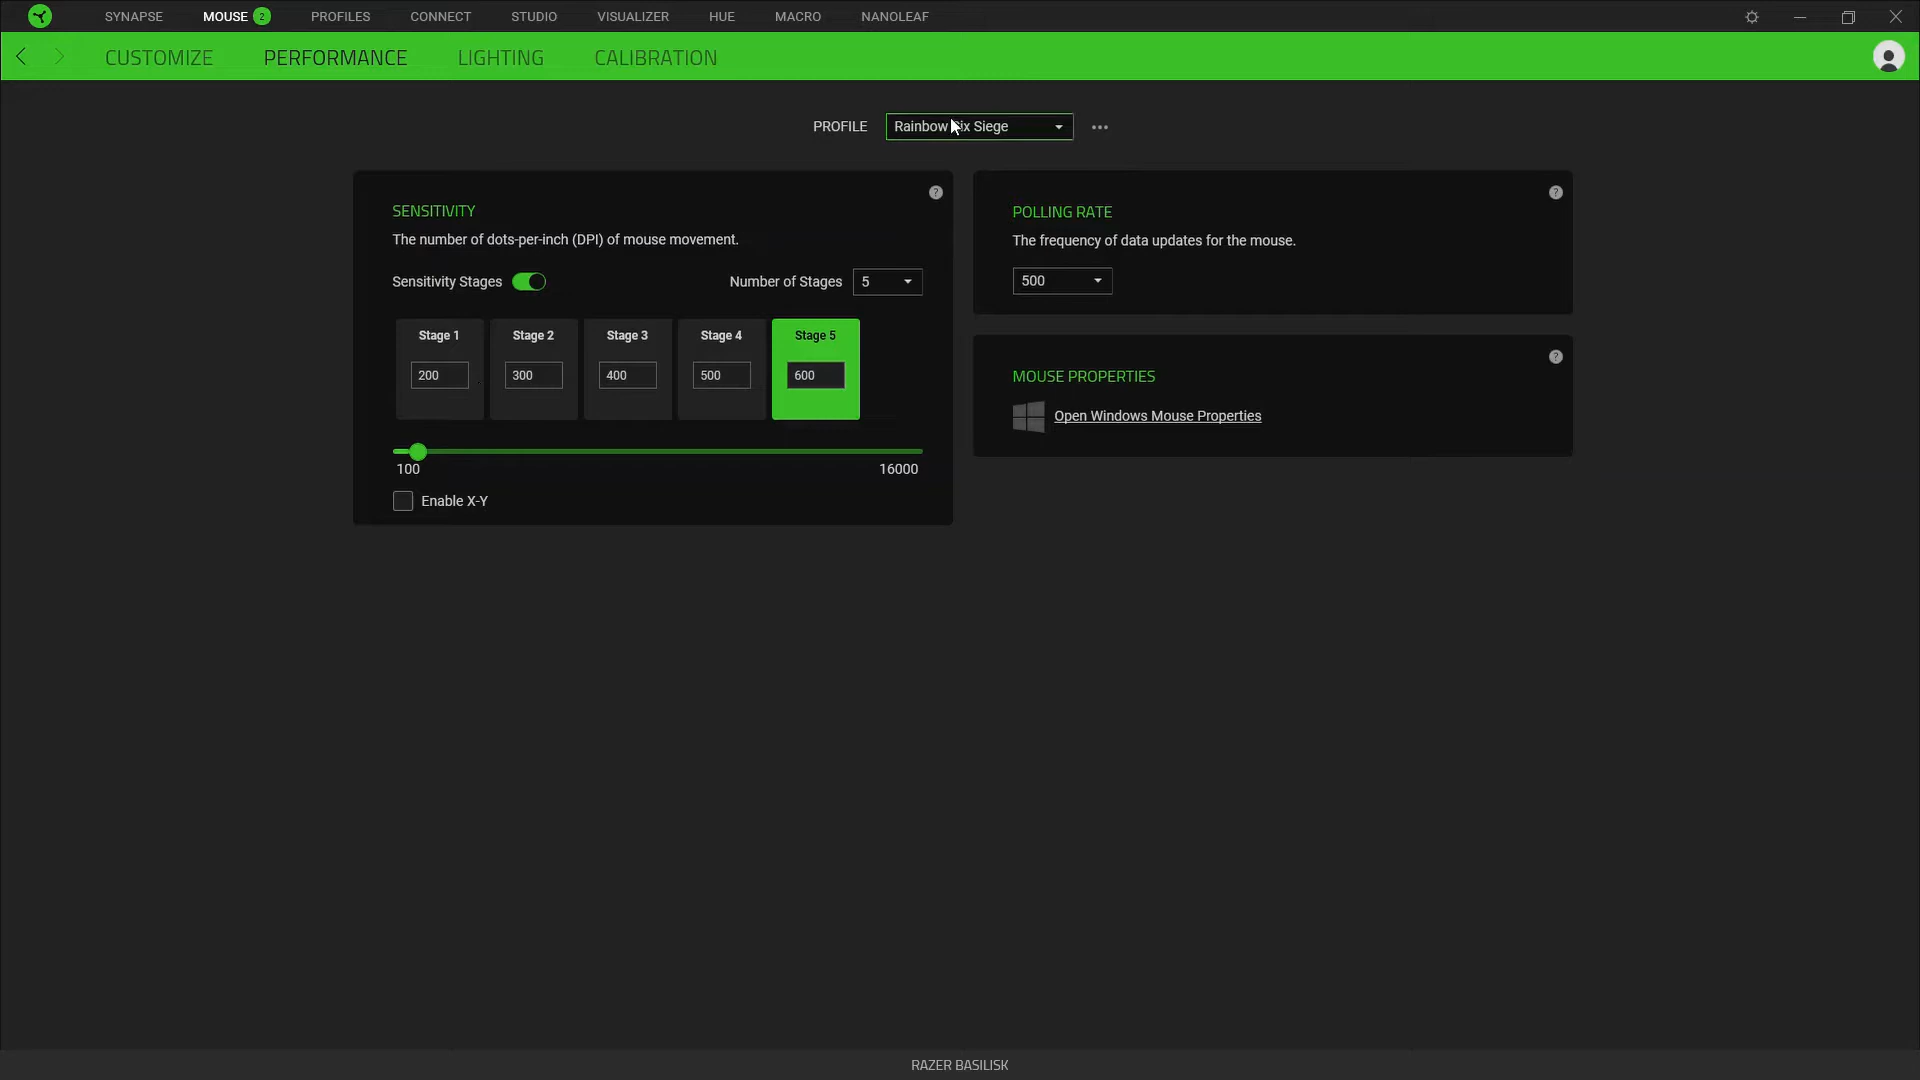 SYNAPSE MOUSE 2 PROFILES CONNECT STUDIO VISUALIZER HUE MACRO NANOLEAF
CUSTOMIZE PERFORMANCE LIGHTING CALIBRATION
PROFILE Rainbow Six Siege
SENSITIVITY
The number of dots-per-inch (DPI) of mouse movement.
Sensitivity Stages Number of Stages 5
Stage 1 Stage 2 Stage 3 Stage 4 Stage 5
200 300 400 500 600
100 16000
Enable X-Y
POLLING RATE
The frequency of data updates for the mouse.
500
MOUSE PROPERTIES
Open Windows Mouse Properties
RAZER BASILISK